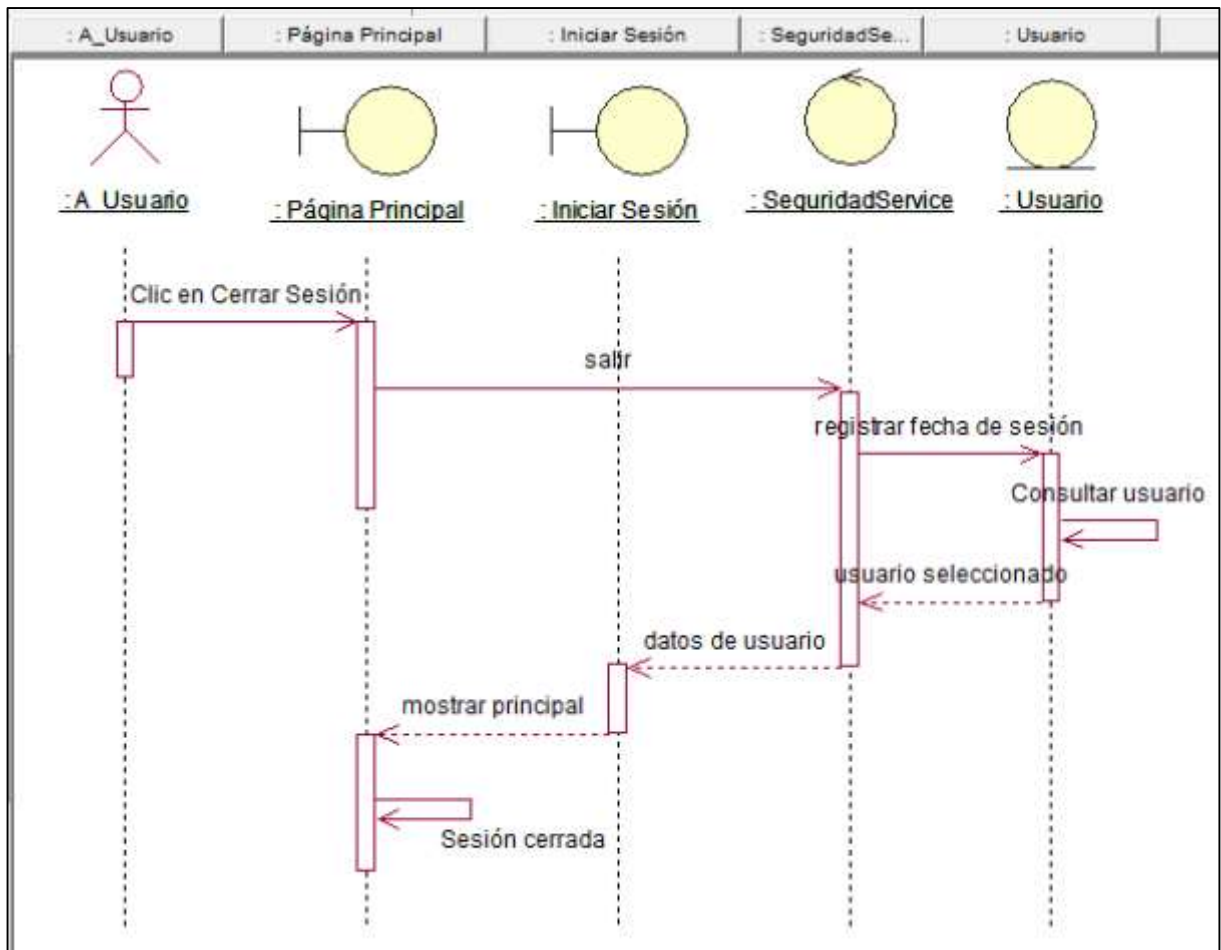 : A_Usuario
: Página Principal
: Iniciar Sesión
: SeguridadSe...
: Usuario
: A_Usuario
: Página Principal
: Iniciar Sesión
: SeguridadService
: Usuario
Clic en Cerrar Sesión
salir
registrar fecha de sesión
Consultar usuario
usuario seleccionado
datos de usuario
mostrar principal
Sesión cerrada